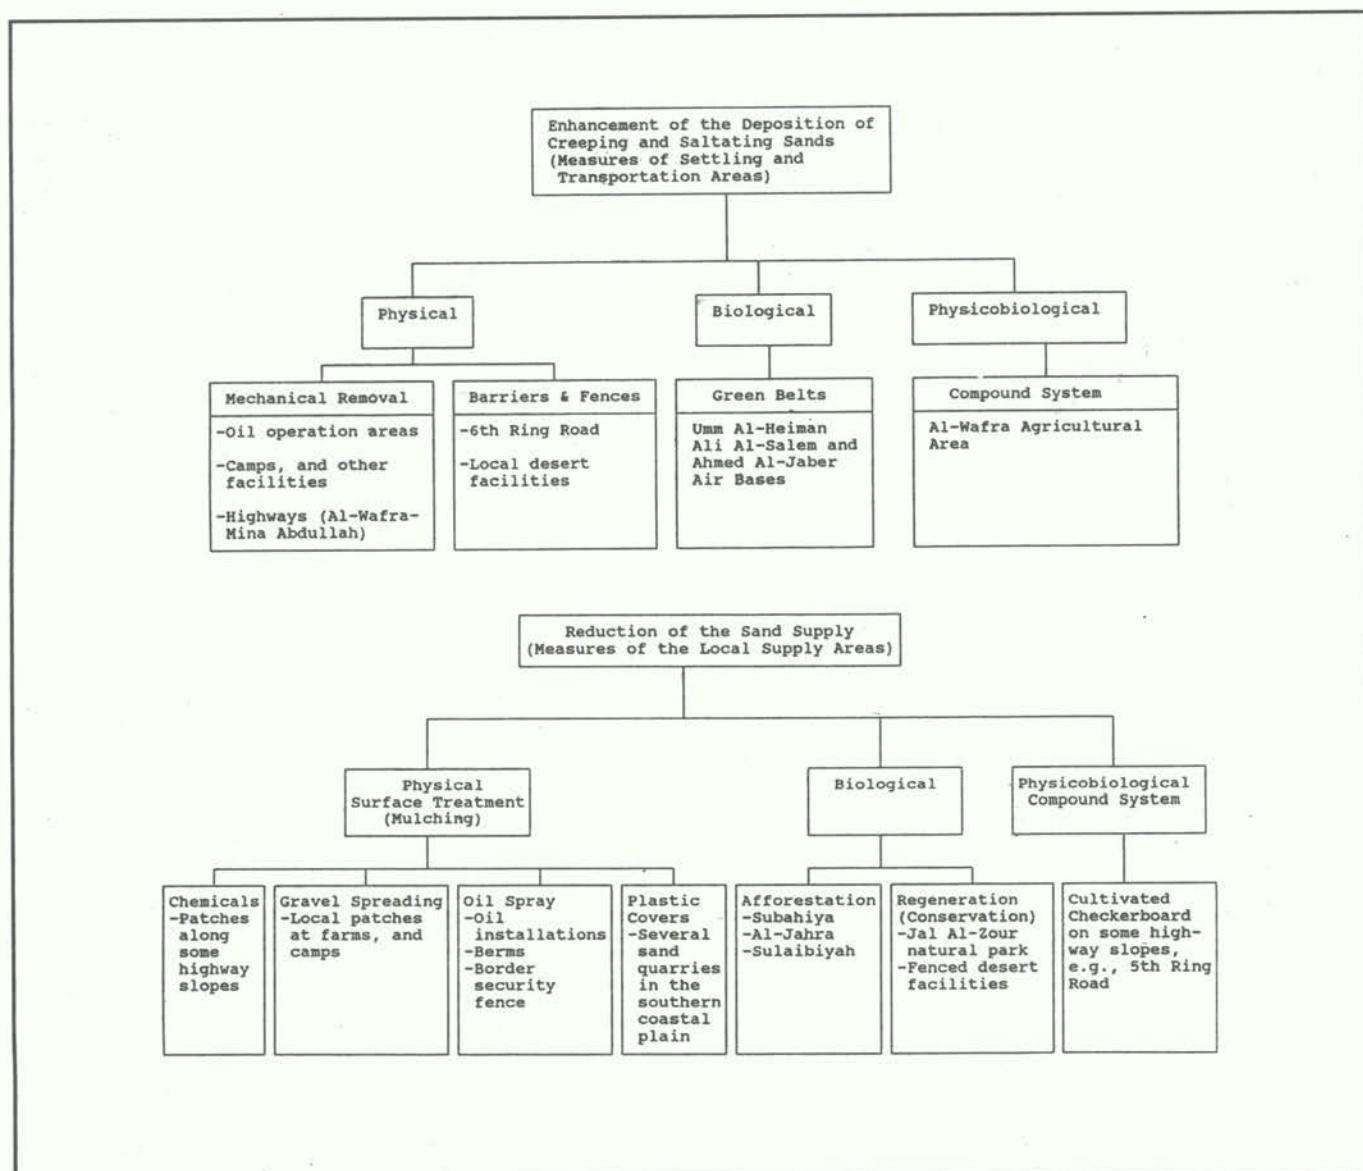 Enhancement of the Deposition of
Creeping and Saltating Sands
(Measures of Settling and
Transportation Areas)
Physical
Biological
Physicobiological
Mechanical Removal
-Oil operation areas
-Camps, and other
facilities
-Highways (Al-Wafra-
Mina Abdullah)
Barriers & Fences
-6th Ring Road
-Local desert
facilities
Green Belts
Umm Al-Heiman
Ali Al-Salem and
Ahmed Al-Jaber
Air Bases
Compound System
Al-Wafra Agricultural
Area
Reduction of the Sand Supply
(Measures of the Local Supply Areas)
Physical
Surface Treatment
(Mulching)
Biological
Physicobiological
Compound System
Chemicals
-Patches
along
some
highway
slopes
Gravel Spreading
-Local patches
at farms, and
camps
Oil Spray
-Oil
installations
-Berms
-Border
security
fence
Plastic
Covers
-Several
sand
quarries
in the
southern
coastal
plain
Afforestation
-Subahiya
-Al-Jahra
-Sulaibiyah
Regeneration
(Conservation)
-Jal Al-Zour
natural park
-Fenced desert
facilities
Cultivated
Checkerboard
on some high-
way slopes,
e.g., 5th Ring
Road